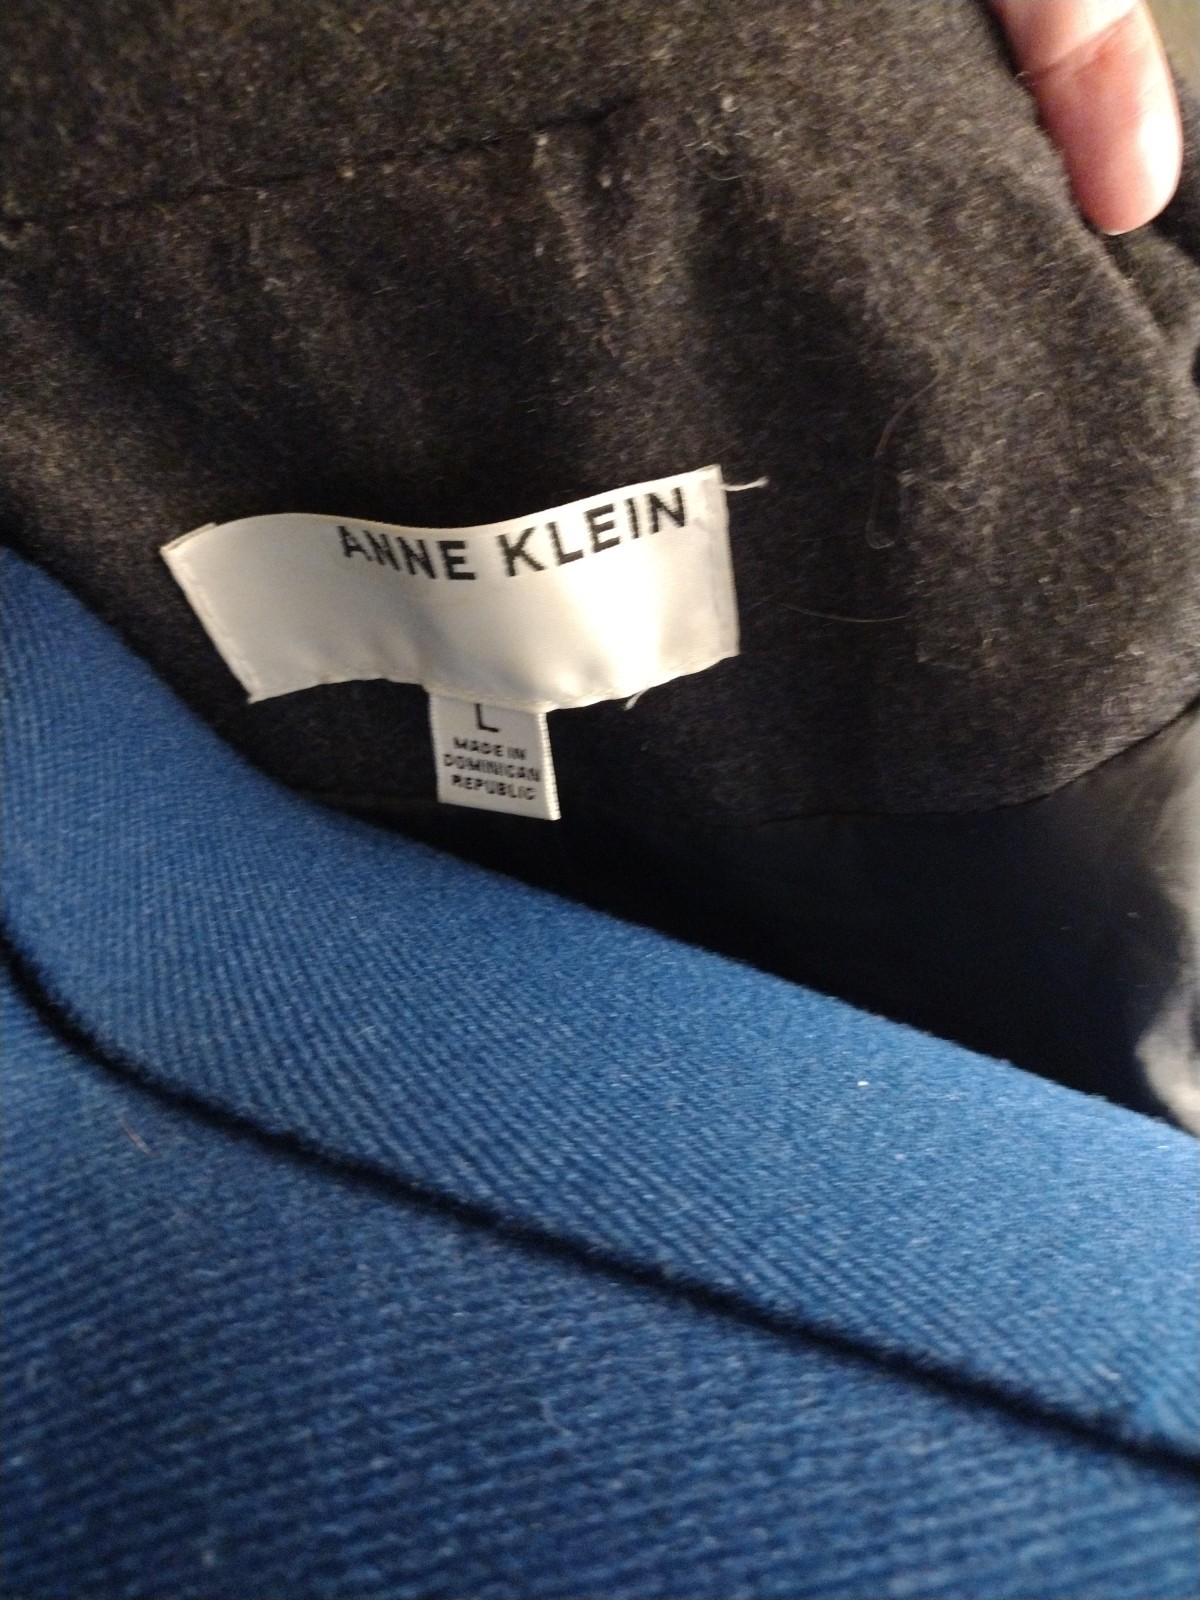 ANNE KLEIN
L
MADE IN
DOMINICAN
REPUBLIC